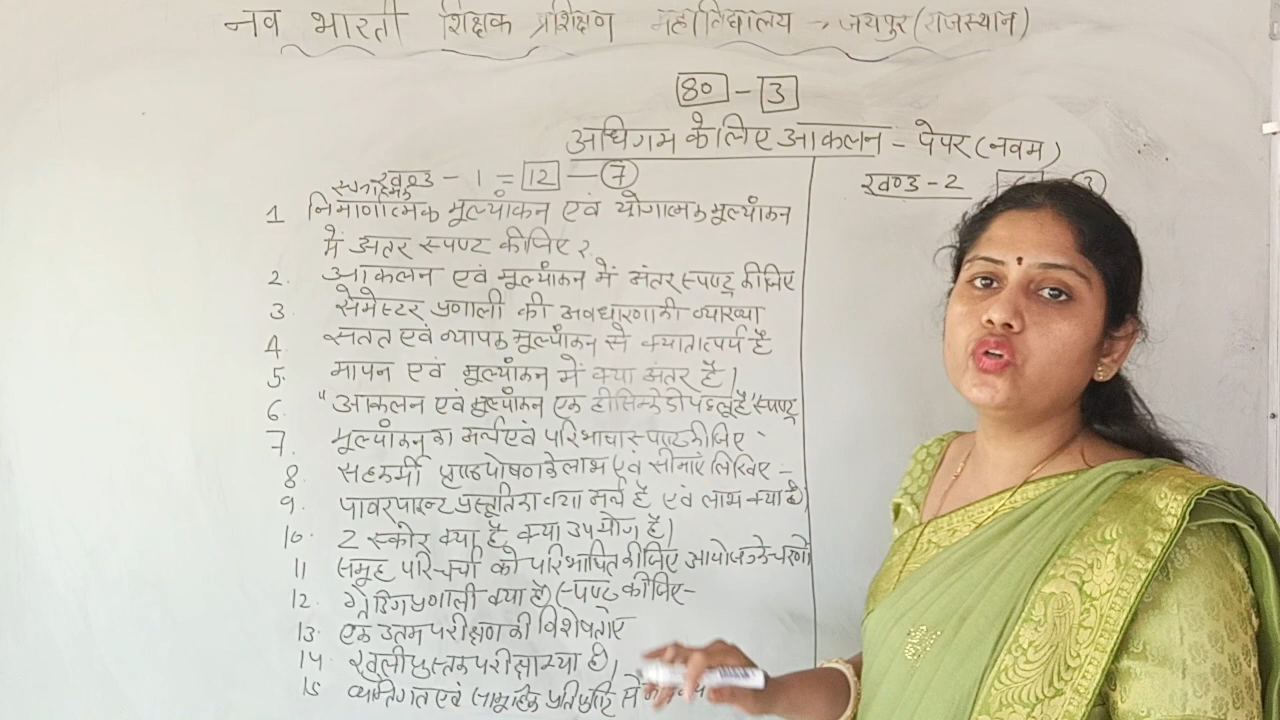 नव भारती शिक्षक प्रशिक्षण महाविद्यालय → जयपुर (राजस्थान)
80 - 3
अधिगम के लिए आकलन - पेपर (नवम)
खण्ड - 1 = 12 - 7
1 निर्माणात्मक मूल्यांकन एवं योगात्मक मूल्यांकन
में अंतर स्पष्ट कीजिए ?
2. आकलन एवं मूल्यांकन में अंतर स्पष्ट कीजिए
3. सेमेस्टर प्रणाली की अवधारणा की व्याख्या
4. सतत एवं व्यापक मूल्यांकन से क्या तात्पर्य है
5. मापन एवं मूल्यांकन में क्या अंतर है।
6. "आकलन एवं मूल्यांकन एक ही सिक्के दो पहलू है" स्पष्ट
7. मूल्यांकन का अर्थ एवं परिभाषा स्पष्ट कीजिए -
8. सहकर्मी पृष्ठपोषण के लाभ एवं सीमाएं लिखिए -
9. पावरपाइन्ट प्रस्तुति का क्या अर्थ है एवं लाभ क्या है।
10. Z स्कोर क्या है, क्या उपयोग है।
11 समूह परिचर्चा को परिभाषित कीजिए आयोजन के चरण
12. ग्रेडिंग प्रणाली क्या है। स्पष्ट कीजिए -
13. एक उत्तम परीक्षण की विशेषताएँ
14. खुली पुस्तक परीक्षा क्या है।
15 व्यक्तिगत एवं सामूहिक प्रतिपुष्टि से
खण्ड - 2